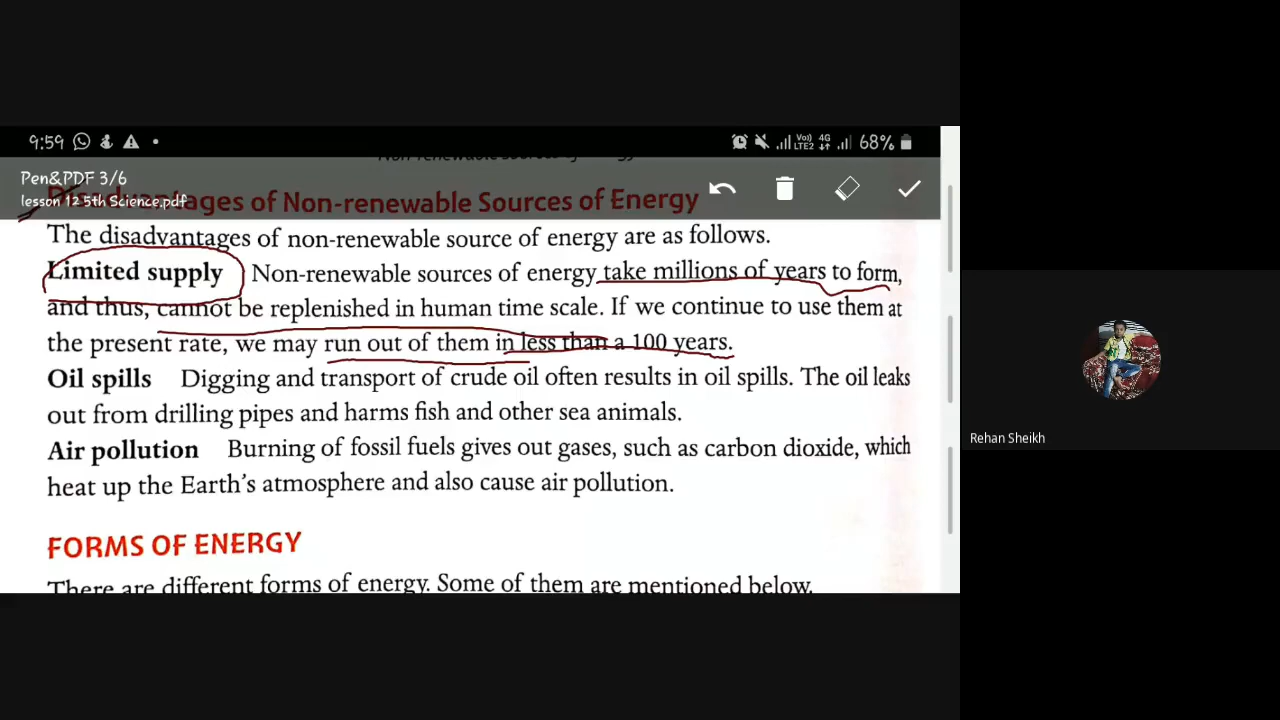 9:59
VoI) LTE2 4G 68%
Pen&PDF 3/6
lesson 12 5th Science.pdf
Disadvantages of Non-renewable Sources of Energy
The disadvantages of non-renewable source of energy are as follows.
Limited supply Non-renewable sources of energy take millions of years to form,
and thus, cannot be replenished in human time scale. If we continue to use them at
the present rate, we may run out of them in less than a 100 years.
Oil spills Digging and transport of crude oil often results in oil spills. The oil leaks
out from drilling pipes and harms fish and other sea animals.
Air pollution Burning of fossil fuels gives out gases, such as carbon dioxide, which
heat up the Earth's atmosphere and also cause air pollution.
FORMS OF ENERGY
There are different forms of energy. Some of them are mentioned below.
Rehan Sheikh